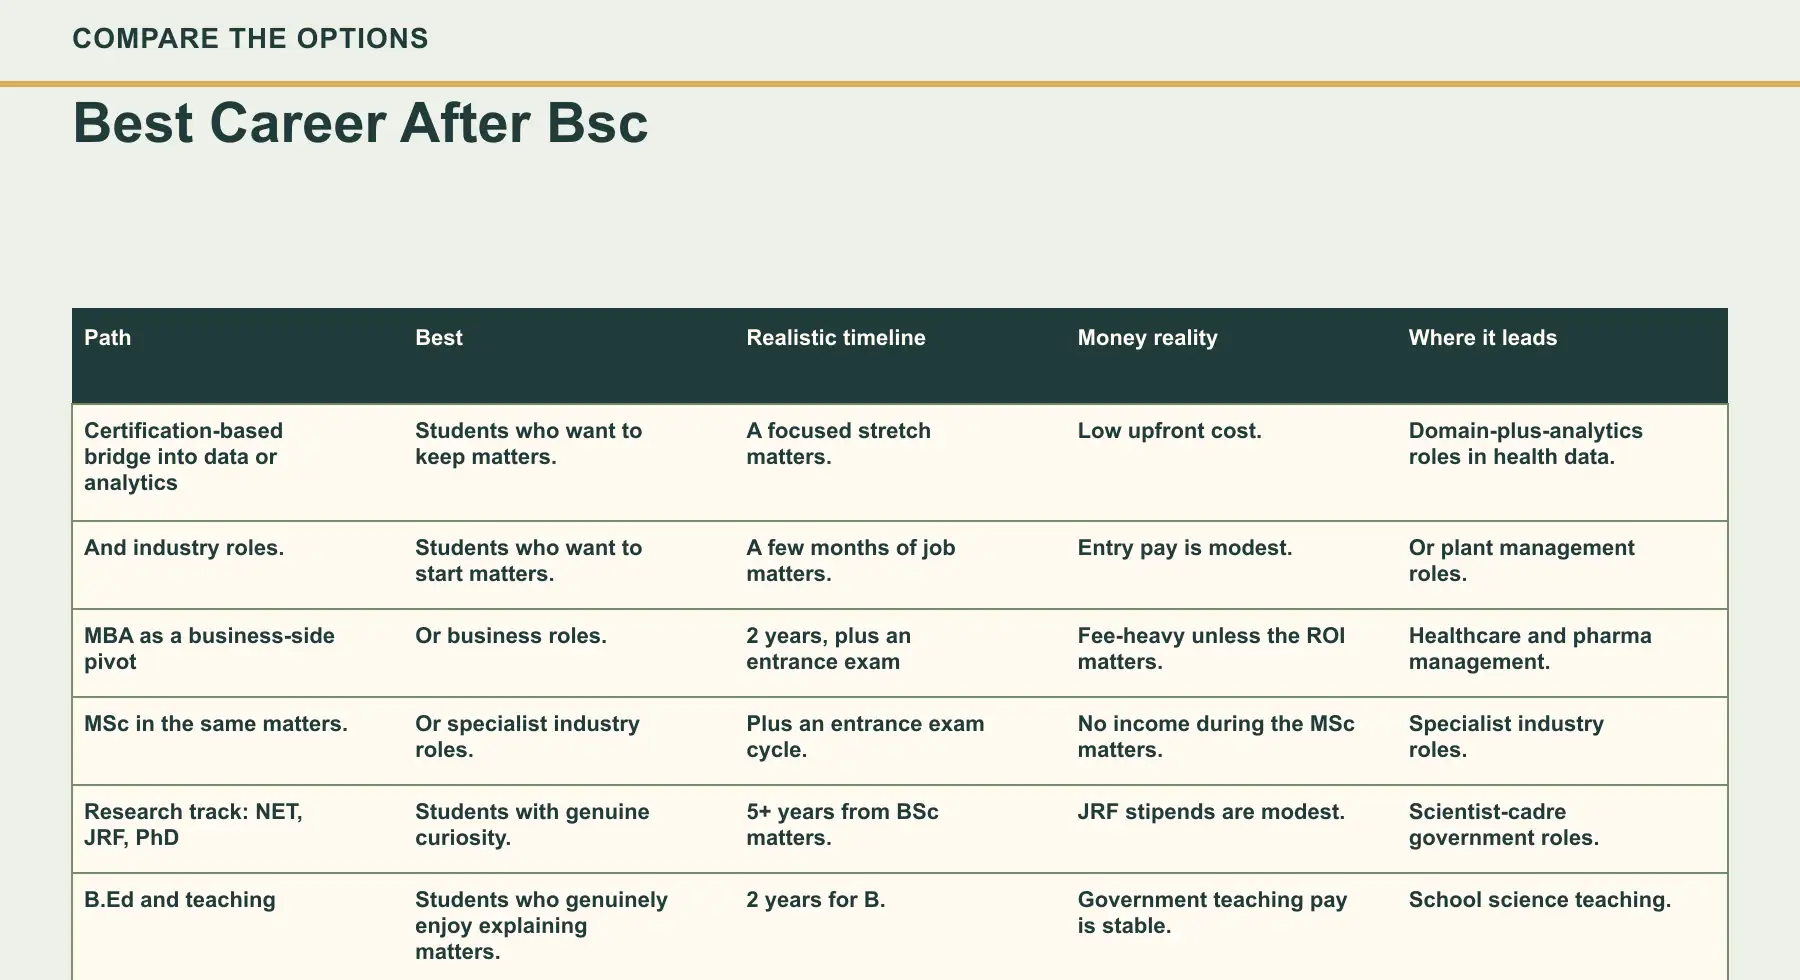 COMPARE THE OPTIONS
Best Career After Bsc
Path
Best
Realistic timeline
Money reality
Where it leads
Certification-based
bridge into data or
analytics
Students who want to
keep matters.
A focused stretch
matters.
Low upfront cost.
Domain-plus-analytics
roles in health data.
And industry roles.
Students who want to
start matters.
A few months of job
matters.
Entry pay is modest.
Or plant management
roles.
MBA as a business-side
pivot
Or business roles.
2 years, plus an
entrance exam
Fee-heavy unless the ROI
matters.
Healthcare and pharma
management.
MSc in the same matters.
Or specialist industry
roles.
Plus an entrance exam
cycle.
No income during the MSc
matters.
Specialist industry
roles.
Research track: NET,
JRF, PhD
Students with genuine
curiosity.
5+ years from BSc
matters.
JRF stipends are modest.
Scientist-cadre
government roles.
B.Ed and teaching
Students who genuinely
enjoy explaining
matters.
2 years for B.
Government teaching pay
is stable.
School science teaching.